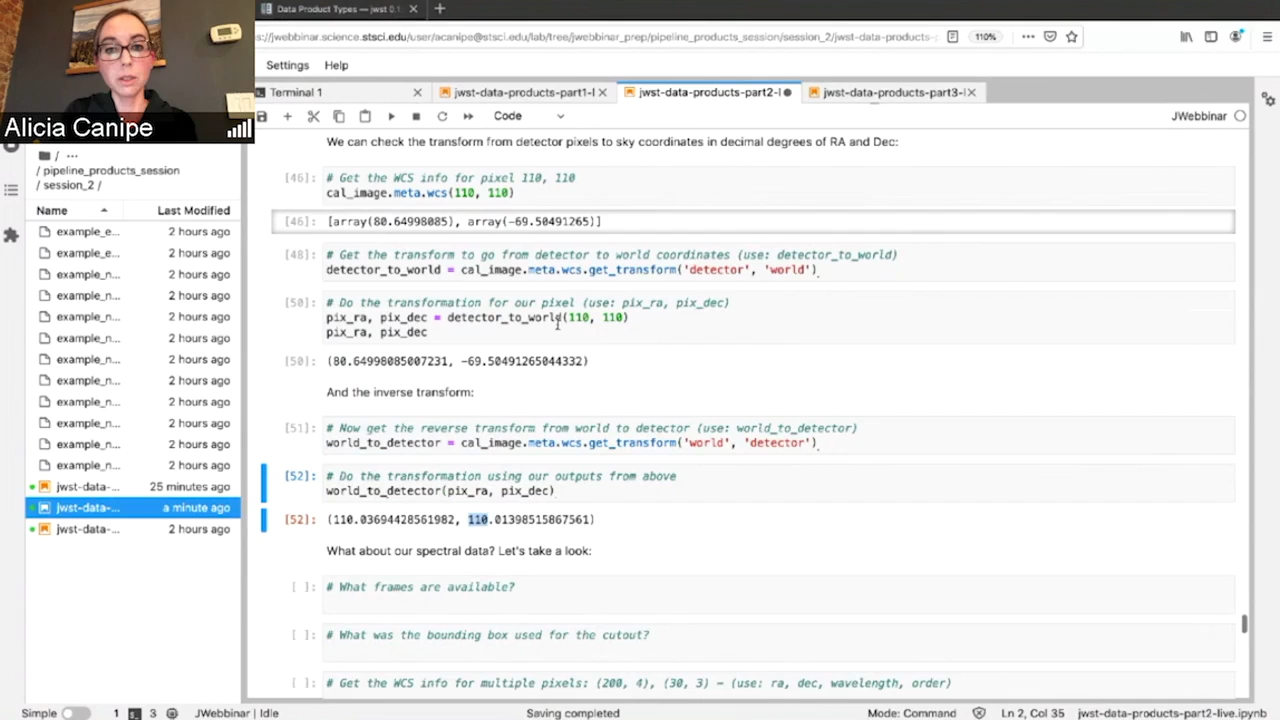 Data Product Types — jwst 0.1
://jwebbinar.science.stsci.edu/user/acanipe@stsci.edu/lab/tree/jwebbinar_prep/pipeline_products_session/session_2/jwst-data-products-
110%
Settings Help
Alicia Canipe
Terminal 1
jwst-data-products-part1-l
jwst-data-products-part2-l
jwst-data-products-part3-l
Code
JWebbinar
/ ...
/ pipeline_products_session
/ session_2 /
Name Last Modified
example_e... 2 hours ago
example_e... 2 hours ago
example_n... 2 hours ago
example_n... 2 hours ago
example_n... 2 hours ago
example_n... 2 hours ago
example_n... 2 hours ago
example_n... 2 hours ago
example_n... 2 hours ago
example_n... 2 hours ago
example_n... 2 hours ago
example_n... 2 hours ago
jwst-data-... 25 minutes ago
jwst-data-... a minute ago
jwst-data-... 2 hours ago
We can check the transform from detector pixels to sky coordinates in decimal degrees of RA and Dec:
[46]: # Get the WCS info for pixel 110, 110
cal_image.meta.wcs(110, 110)
[46]: [array(80.64998085), array(-69.50491265)]
[48]: # Get the transform to go from detector to world coordinates (use: detector_to_world)
detector_to_world = cal_image.meta.wcs.get_transform('detector', 'world')
[50]: # Do the transformation for our pixel (use: pix_ra, pix_dec)
pix_ra, pix_dec = detector_to_world(110, 110)
pix_ra, pix_dec
[50]: (80.64998085007231, -69.50491265044332)
And the inverse transform:
[51]: # Now get the reverse transform from world to detector (use: world_to_detector)
world_to_detector = cal_image.meta.wcs.get_transform('world', 'detector')
[52]: # Do the transformation using our outputs from above
world_to_detector(pix_ra, pix_dec)
[52]: (110.03694428561982, 110.01398515867561)
What about our spectral data? Let's take a look:
[ ]: # What frames are available?
[ ]: # What was the bounding box used for the cutout?
[ ]: # Get the WCS info for multiple pixels: (200, 4), (30, 3) – (use: ra, dec, wavelength, order)
Simple 1 3 JWebbinar | Idle Saving completed Mode: Command Ln 2, Col 35 jwst-data-products-part2-live.ipynb